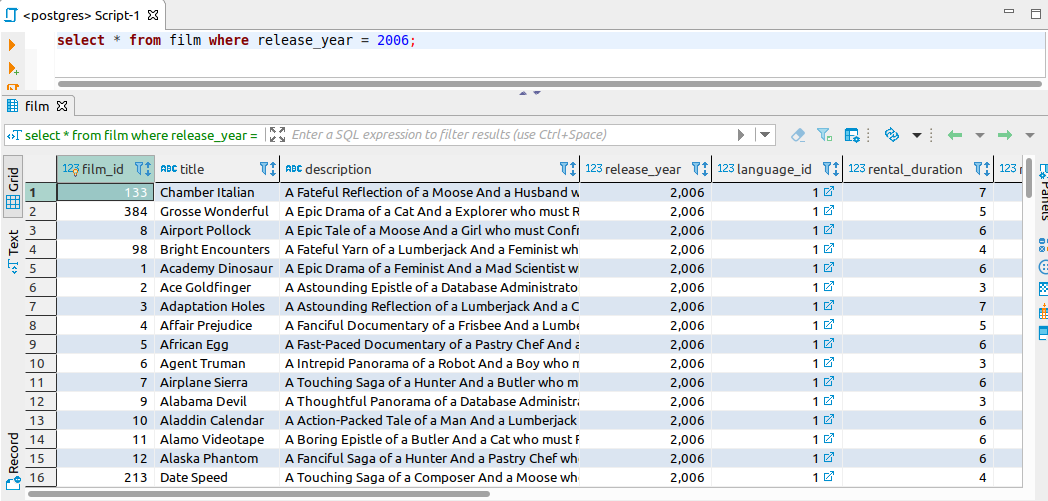 <postgres> Script-1
select * from film where release_year = 2006;
film
select * from film where release_year = Enter a SQL expression to filter results (use Ctrl+Space)
Grid
Text
Record
Panels
123 film_id ABC title ABC description 123 release_year 123 language_id 123 rental_duration 123
1 133 Chamber Italian A Fateful Reflection of a Moose And a Husband w 2,006 1 7
2 384 Grosse Wonderful A Epic Drama of a Cat And a Explorer who must R 2,006 1 5
3 8 Airport Pollock A Epic Tale of a Moose And a Girl who must Confr 2,006 1 6
4 98 Bright Encounters A Fateful Yarn of a Lumberjack And a Feminist wh 2,006 1 4
5 1 Academy Dinosaur A Epic Drama of a Feminist And a Mad Scientist w 2,006 1 6
6 2 Ace Goldfinger A Astounding Epistle of a Database Administrato 2,006 1 3
7 3 Adaptation Holes A Astounding Reflection of a Lumberjack And a C 2,006 1 7
8 4 Affair Prejudice A Fanciful Documentary of a Frisbee And a Lumbe 2,006 1 5
9 5 African Egg A Fast-Paced Documentary of a Pastry Chef And a 2,006 1 6
10 6 Agent Truman A Intrepid Panorama of a Robot And a Boy who m 2,006 1 3
11 7 Airplane Sierra A Touching Saga of a Hunter And a Butler who m 2,006 1 6
12 9 Alabama Devil A Thoughtful Panorama of a Database Administra 2,006 1 3
13 10 Aladdin Calendar A Action-Packed Tale of a Man And a Lumberjack 2,006 1 6
14 11 Alamo Videotape A Boring Epistle of a Butler And a Cat who must F 2,006 1 6
15 12 Alaska Phantom A Fanciful Saga of a Hunter And a Pastry Chef wh 2,006 1 6
16 213 Date Speed A Touching Saga of a Composer And a Moose wh 2,006 1 4